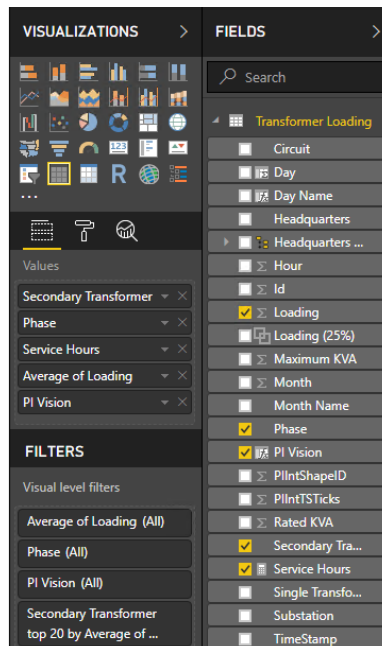 VISUALIZATIONS
Values
Secondary Transformer
Phase
Service Hours
Average of Loading
PI Vision
FILTERS
Visual level filters
Average of Loading (All)
Phase (All)
PI Vision (All)
Secondary Transformer
top 20 by Average of ...
FIELDS
Search
Transformer Loading
Circuit
Day
Day Name
Headquarters
Headquarters ...
Hour
Id
Loading
Loading (25%)
Maximum KVA
Month
Month Name
Phase
PI Vision
PIIntShapeID
PIIntTSTicks
Rated KVA
Secondary Tra...
Service Hours
Single Transfo...
Substation
TimeStamp